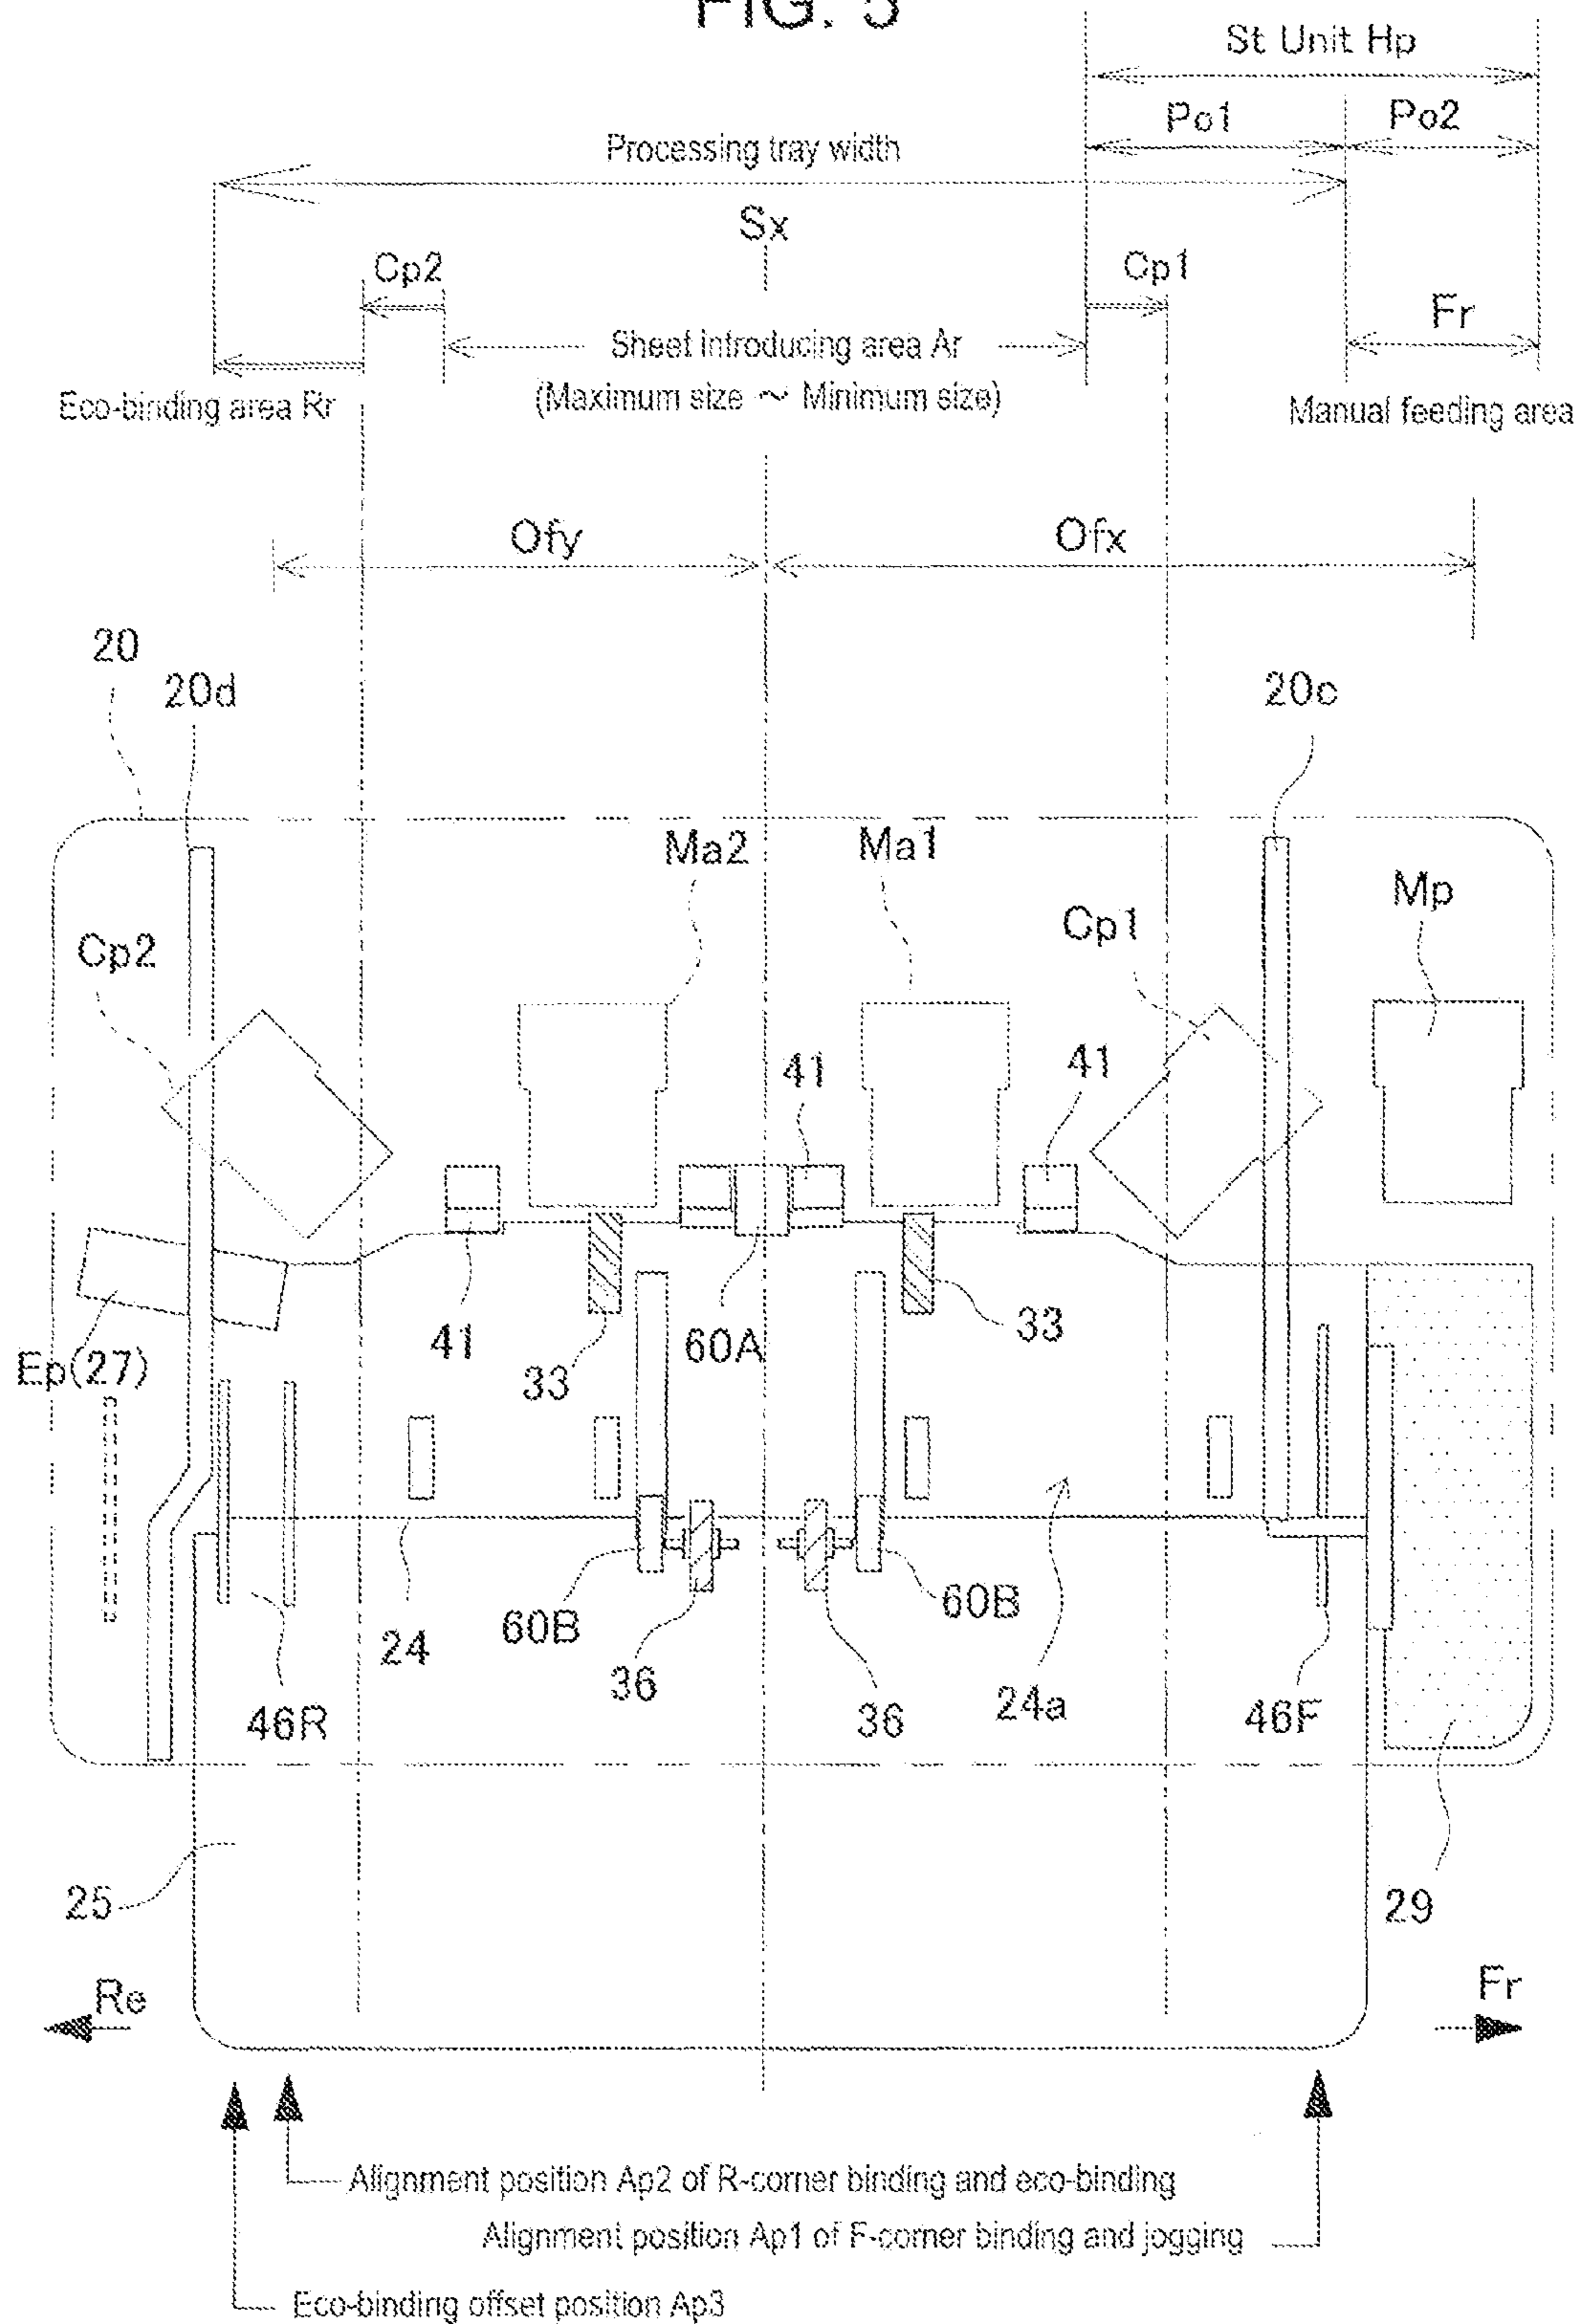 FIG. 5
St Unit Hp
Po1 Po2
Processing tray width
Sx
Cp2 Cp1
Fr
Sheet introducing area Ar
(Maximum size ~ Minimum size)
Eco-binding area Rr
Manual feeding area
Ofy Ofx
20
20d 20c
Ma2 Ma1
Mp
Cp2 Cp1
41 41
41 33 60A 33
Ep(27)
24 60B 36 36 60B 24a
46R 46F
25 29
Re Fr
Alignment position Ap2 of R-corner binding and eco-binding
Alignment position Ap1 of F-corner binding and jogging
Eco-binding offset position Ap3